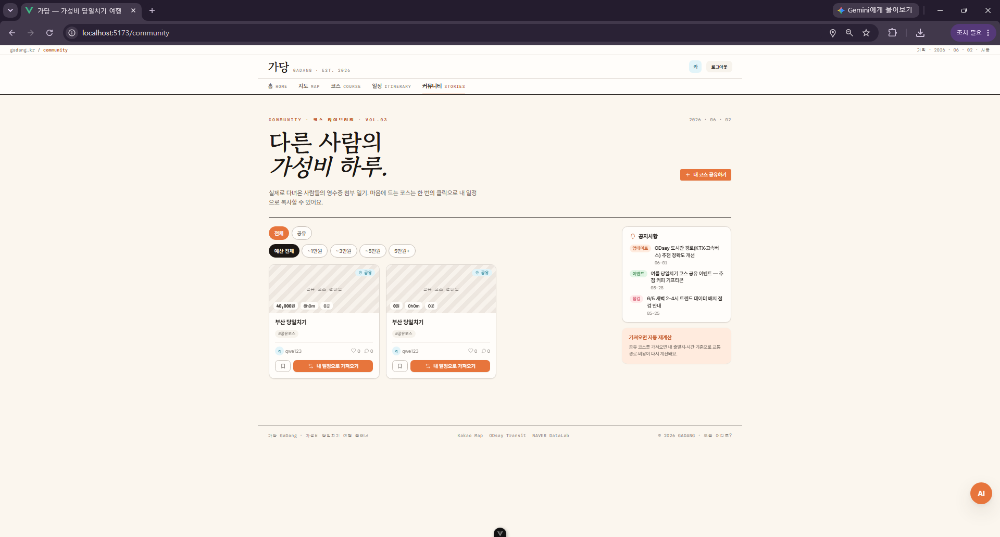 가당 — 가성비 당일치기 여행
Gemini에게 물어보기
localhost:5173/community
조치 필요
gadang.kr / community
기획 · 2026 · 06 · 02 · 서울
가당 GADANG · EST. 2026
카
로그아웃
홈 HOME
지도 MAP
코스 COURSE
일정 ITINERARY
커뮤니티 STORIES
COMMUNITY · 코스 라이브러리 · VOL.03
2026 · 06 · 02
다른 사람의
가성비 하루.
+ 내 코스 공유하기
실제로 다녀온 사람들의 영수증 첨부 일기. 마음에 드는 코스는 한 번의 클릭으로 내 일정
으로 복사할 수 있어요.
전체
공유
예산 전체
~1만원
~3만원
~5만원
5만원+
공유
공유 코스 썸네일
40,000원
6h0m
0곳
부산 당일치기
#공유코스
q qwe123
0
0
내 일정으로 가져오기
공유
공유 코스 썸네일
0원
0h0m
0곳
부산 당일치기
#공유코스
q qwe123
0
0
내 일정으로 가져오기
공지사항
업데이트
ODsay 도시간 경로(KTX·고속버
스) 추천 정확도 개선
06-01
이벤트
여름 당일치기 코스 공유 이벤트 — 추
첨 커피 기프티콘
05-28
점검
6/5 새벽 2–4시 트렌드 데이터 배치 점
검 안내
05-25
가져오면 자동 재계산
공유 코스를 가져오면 내 출발지·시간 기준으로 교통
경로·비용이 다시 계산돼요.
가당 GaDang · 가성비 당일치기 여행 플래너
Kakao Map
ODsay Transit
NAVER DataLab
© 2026 GADANG · 오늘 어디로?
AI